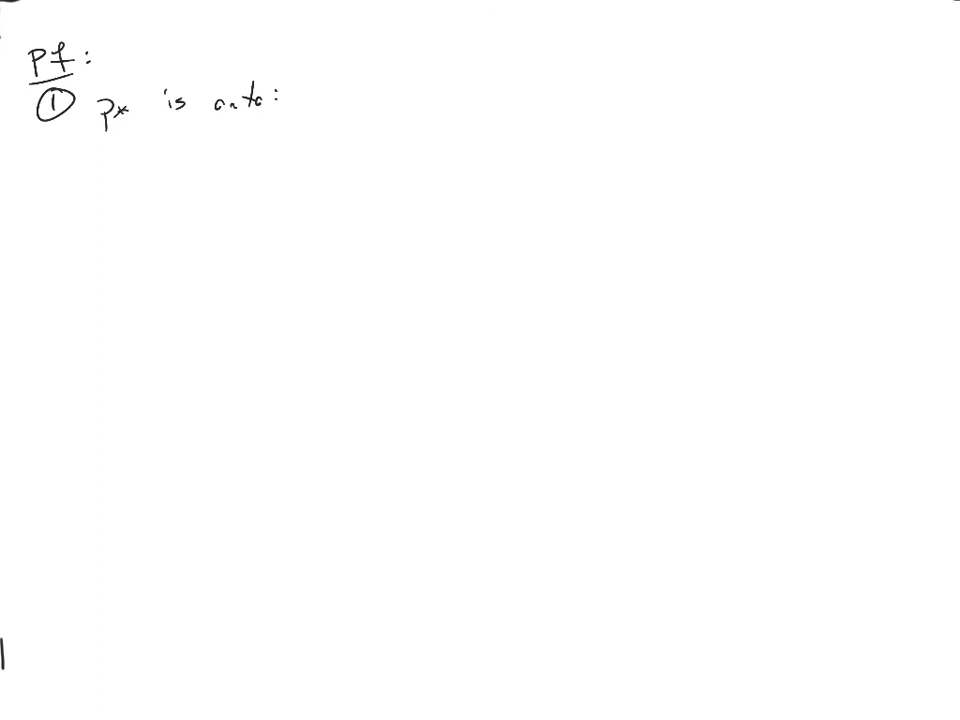 pf:
① p* is onto: